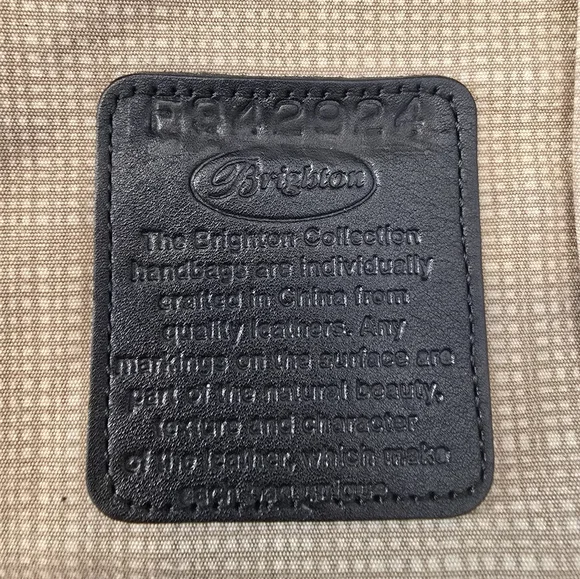 942924
Brighton
The Brighton Collection
handbags are individually
crafted in China from
quality leathers. Any
markings on the surface are
part of the natural beauty,
texture and character
of the leather, which make
each bag unique